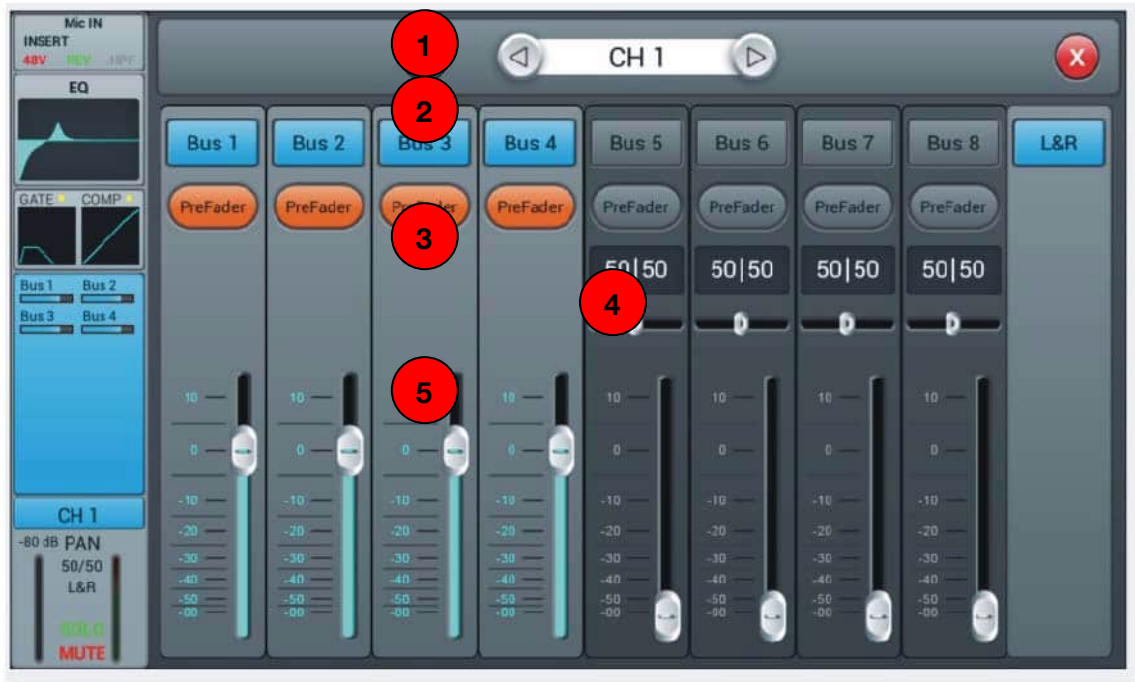 Mic IN
INSERT
48V REV HPF
EQ
GATE COMP
Bus 1 Bus 2
Bus 3 Bus 4
CH 1
-80 dB PAN
50/50
L&R
SOLO
MUTE
1
CH 1
X
2
Bus 1 Bus 2 Bus 3 Bus 4 Bus 5 Bus 6 Bus 7 Bus 8 L&R
PreFader PreFader PreFader PreFader PreFader PreFader PreFader PreFader
3
50|50 50|50 50|50 50|50
4
5
10 10 10 10 10 10 10
0 0 0 0 0 0 0 0
-10 -10 -10 -10 -10 -10 -10 -10
-20 -20 -20 -20 -20 -20 -20 -20
-30 -30 -30 -30 -30 -30 -30 -30
-40 -40 -40 -40 -40 -40 -40 -40
-50 -50 -50 -50 -50 -50 -50 -50
-00 -00 -00 -00 -00 -00 -00 -00